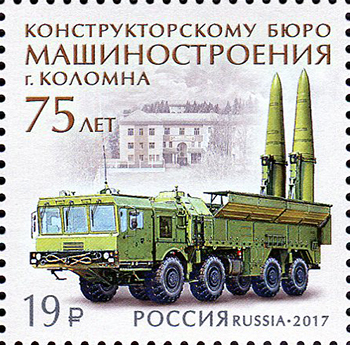 КОНСТРУКТОРСКОМУ БЮРО
МАШИНОСТРОЕНИЯ
г. КОЛОМНА
75 ЛЕТ
19 ₽
РОССИЯ RUSSIA • 2017